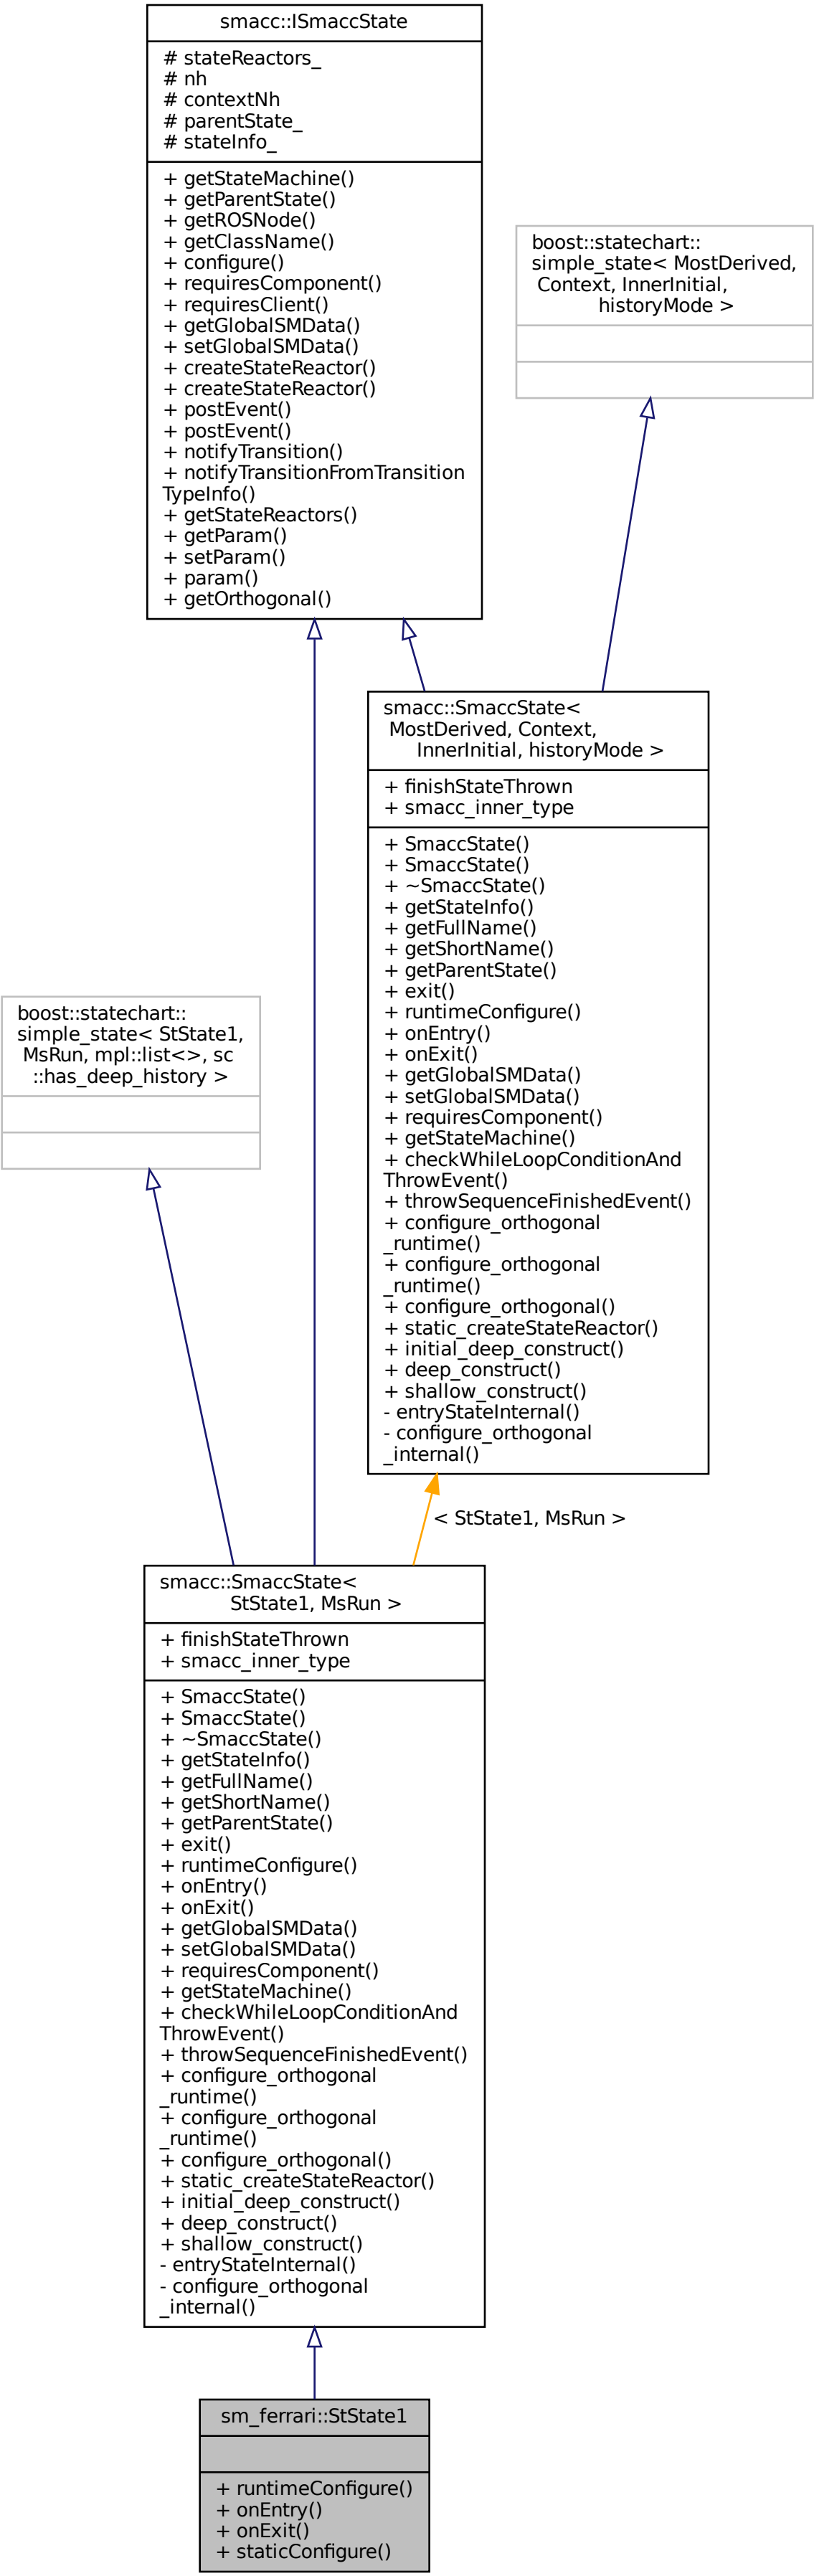 smacc::ISmaccState
# stateReactors_
# nh
# contextNh
# parentState_
# stateInfo_
+ getStateMachine()
+ getParentState()
+ getROSNode()
+ getClassName()
+ configure()
+ requiresComponent()
+ requiresClient()
+ getGlobalSMData()
+ setGlobalSMData()
+ createStateReactor()
+ createStateReactor()
+ postEvent()
+ postEvent()
+ notifyTransition()
+ notifyTransitionFromTransition
TypeInfo()
+ getStateReactors()
+ getParam()
+ setParam()
+ param()
+ getOrthogonal()
boost::statechart::
simple_state< MostDerived,
Context, InnerInitial,
historyMode >
smacc::SmaccState<
MostDerived, Context,
InnerInitial, historyMode >
+ finishStateThrown
+ smacc_inner_type
+ SmaccState()
+ SmaccState()
+ ~SmaccState()
+ getStateInfo()
+ getFullName()
+ getShortName()
+ getParentState()
+ exit()
+ runtimeConfigure()
+ onEntry()
+ onExit()
+ getGlobalSMData()
+ setGlobalSMData()
+ requiresComponent()
+ getStateMachine()
+ checkWhileLoopConditionAnd
ThrowEvent()
+ throwSequenceFinishedEvent()
+ configure_orthogonal
_runtime()
+ configure_orthogonal
_runtime()
+ configure_orthogonal()
+ static_createStateReactor()
+ initial_deep_construct()
+ deep_construct()
+ shallow_construct()
- entryStateInternal()
- configure_orthogonal
_internal()
boost::statechart::
simple_state< StState1,
MsRun, mpl::list<>, sc
::has_deep_history >
< StState1, MsRun >
smacc::SmaccState<
StState1, MsRun >
+ finishStateThrown
+ smacc_inner_type
+ SmaccState()
+ SmaccState()
+ ~SmaccState()
+ getStateInfo()
+ getFullName()
+ getShortName()
+ getParentState()
+ exit()
+ runtimeConfigure()
+ onEntry()
+ onExit()
+ getGlobalSMData()
+ setGlobalSMData()
+ requiresComponent()
+ getStateMachine()
+ checkWhileLoopConditionAnd
ThrowEvent()
+ throwSequenceFinishedEvent()
+ configure_orthogonal
_runtime()
+ configure_orthogonal
_runtime()
+ configure_orthogonal()
+ static_createStateReactor()
+ initial_deep_construct()
+ deep_construct()
+ shallow_construct()
- entryStateInternal()
- configure_orthogonal
_internal()
sm_ferrari::StState1
+ runtimeConfigure()
+ onEntry()
+ onExit()
+ staticConfigure()